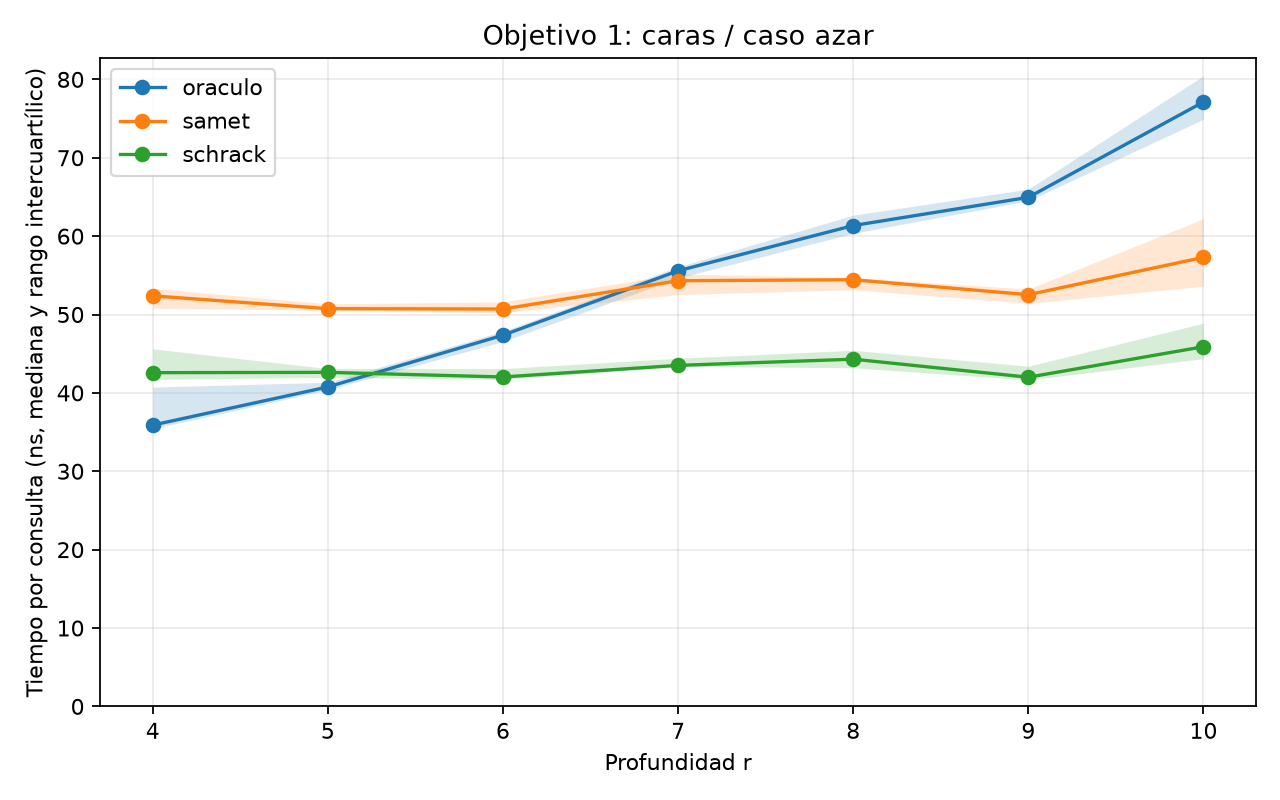 Objetivo 1: caras / caso azar
oraculo
samet
schrack
Tiempo por consulta (ns, mediana y rango intercuartílico)
80
70
60
50
40
30
20
10
0
4 5 6 7 8 9 10
Profundidad r